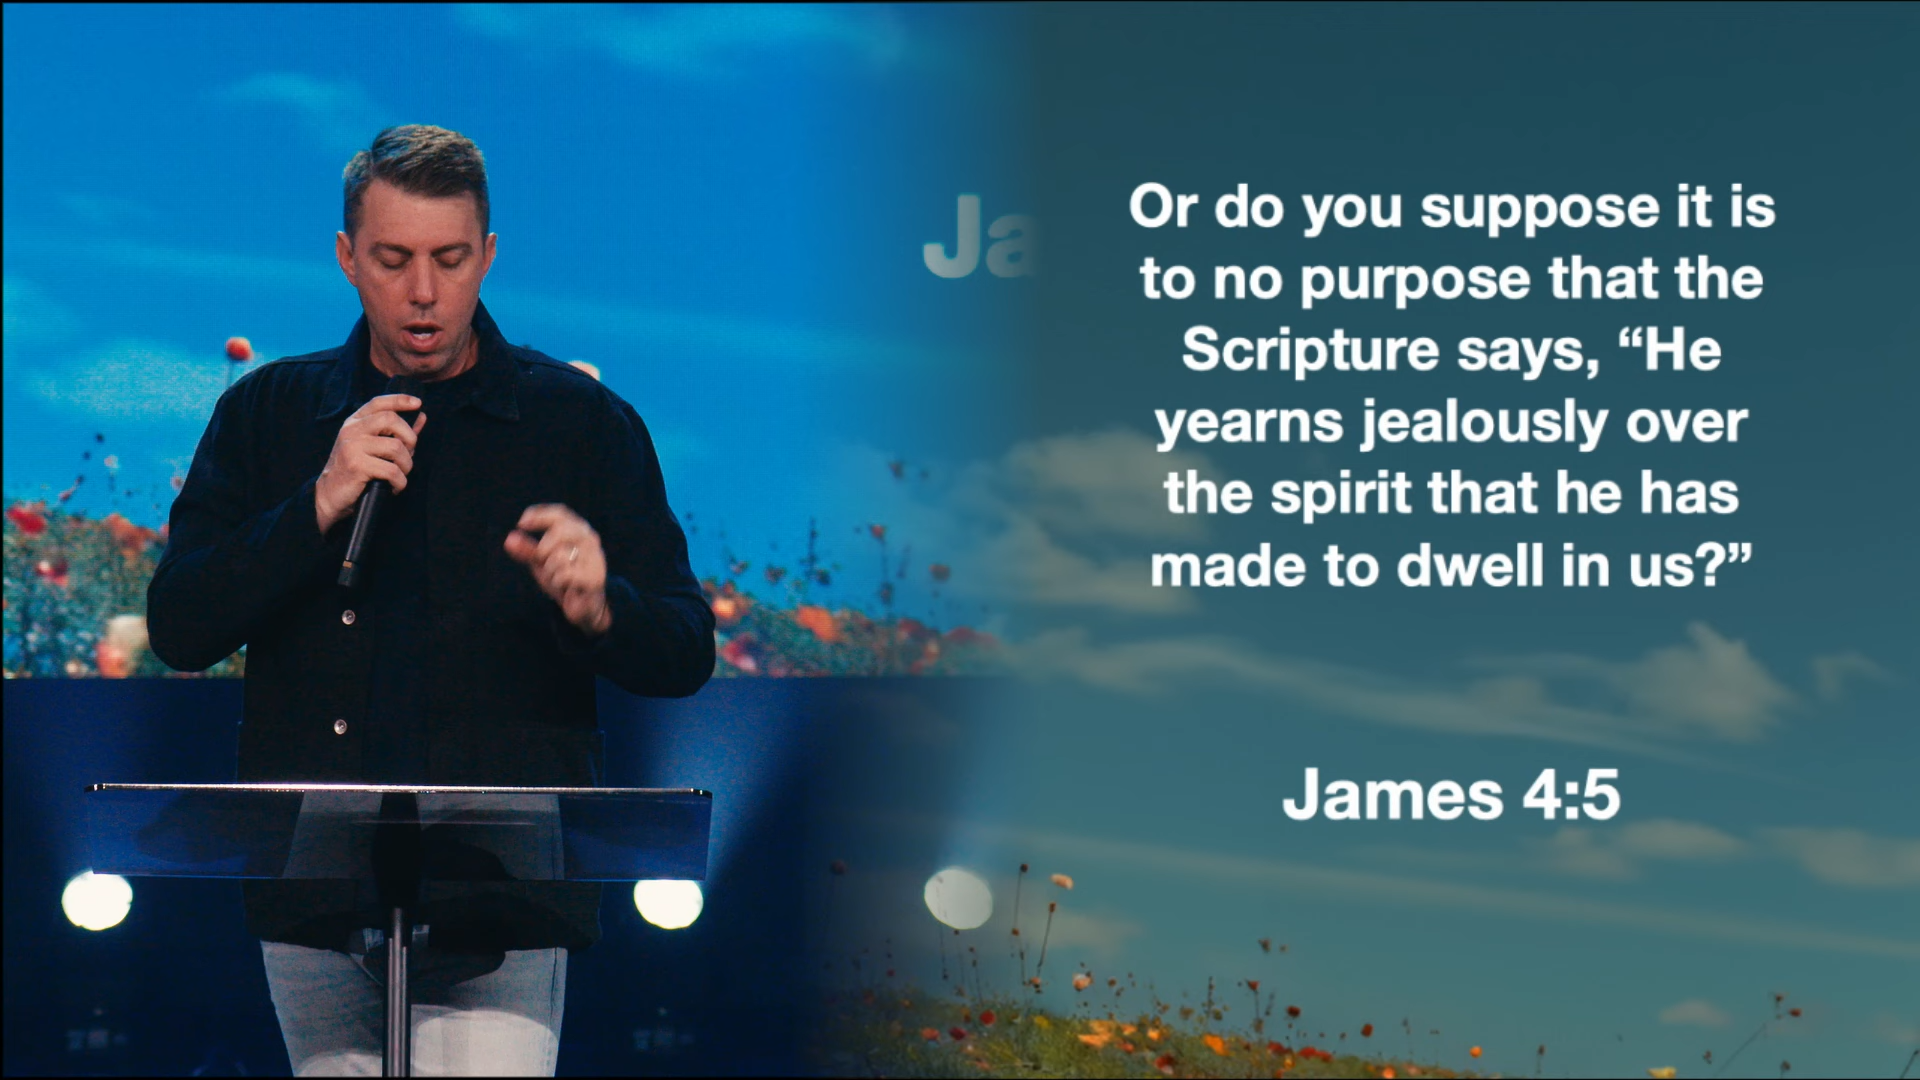 Ja
Or do you suppose it is
to no purpose that the
Scripture says, “He
yearns jealously over
the spirit that he has
made to dwell in us?”
James 4:5